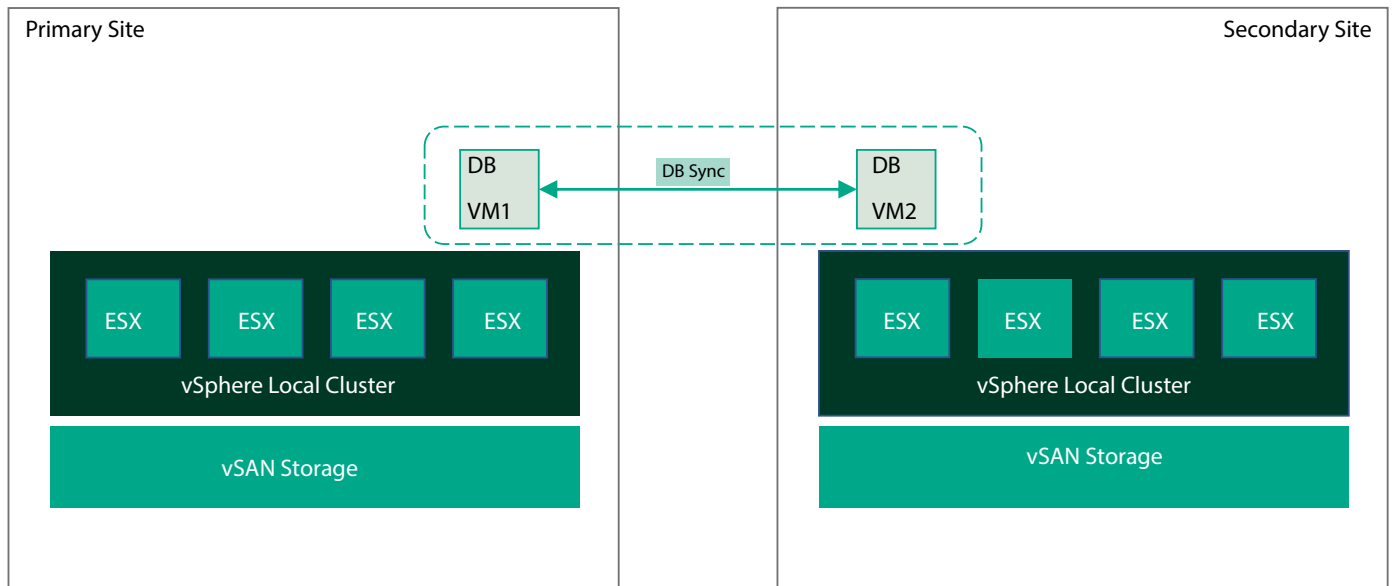 Primary Site
Secondary Site
DB
VM1
DB Sync
DB
VM2
ESX
ESX
ESX
ESX
vSphere Local Cluster
ESX
ESX
ESX
ESX
vSphere Local Cluster
vSAN Storage
vSAN Storage